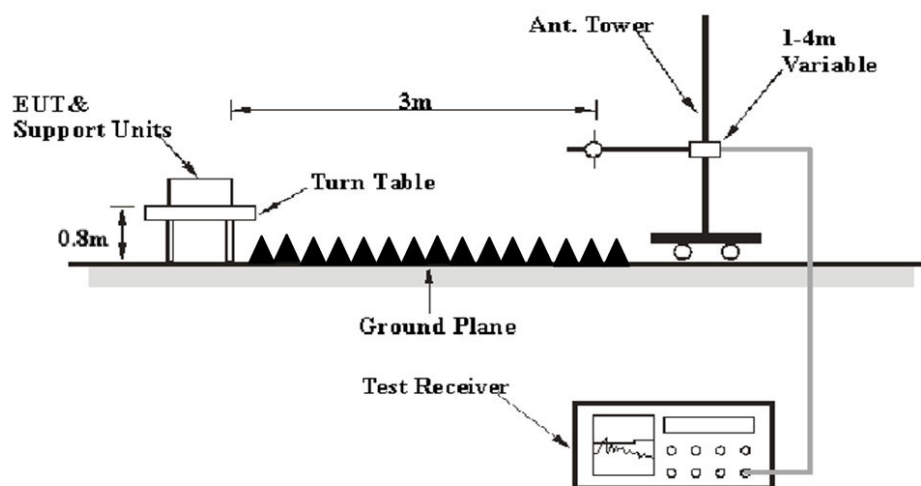 Ant. Tower
1-4m
Variable
EUT&
Support Units
3m
Turn Table
0.8m
Ground Plane
Test Receiver